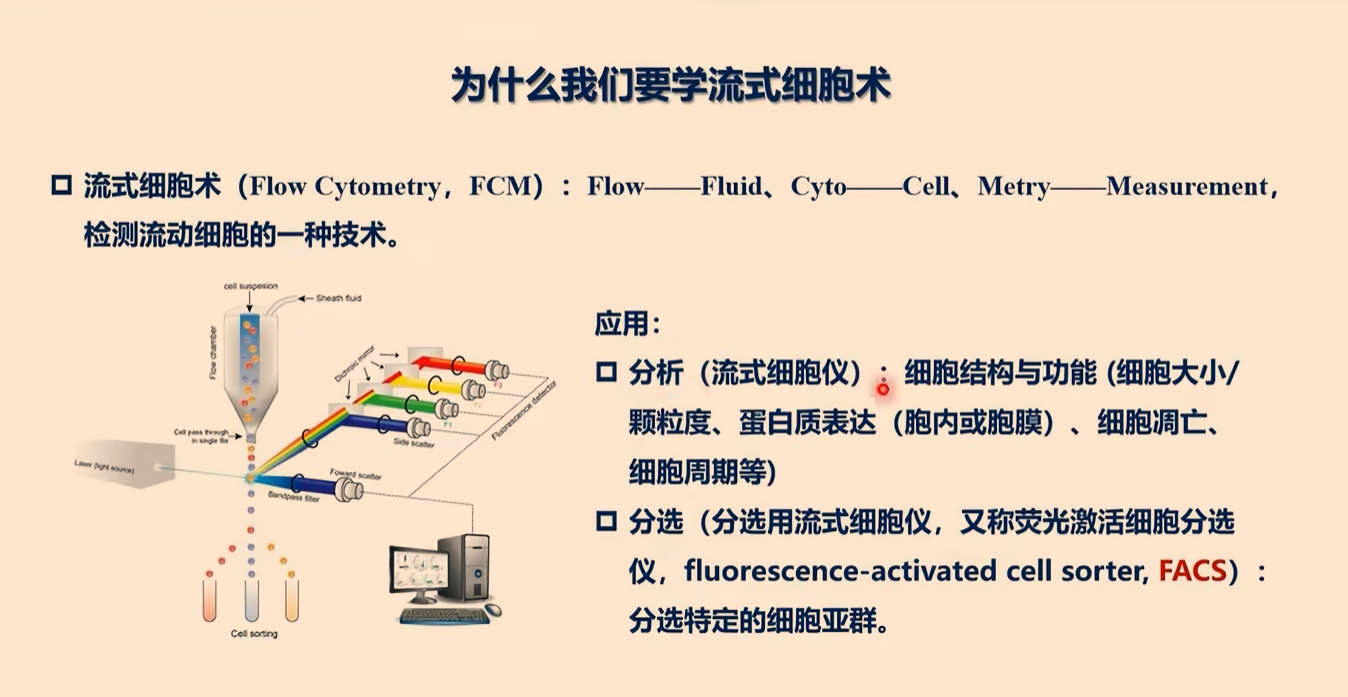 为什么我们要学流式细胞术
流式细胞术（Flow Cytometry，FCM）：Flow——Fluid、Cyto——Cell、Metry——Measurement，
检测流动细胞的一种技术。
cell suspesion
Sheath fluid
Flow chamber
Dichroic mirror
F3
F2
F1
Fluorescence detector
Cell pass through
in single file
Side scatter
Laser (light source)
Foward scatter
Bandpass filter
Cell sorting
应用：
分析（流式细胞仪）：细胞结构与功能 (细胞大小/
颗粒度、蛋白质表达（胞内或胞膜）、细胞凋亡、
细胞周期等)
分选（分选用流式细胞仪，又称荧光激活细胞分选
仪，fluorescence-activated cell sorter, FACS）：
分选特定的细胞亚群。